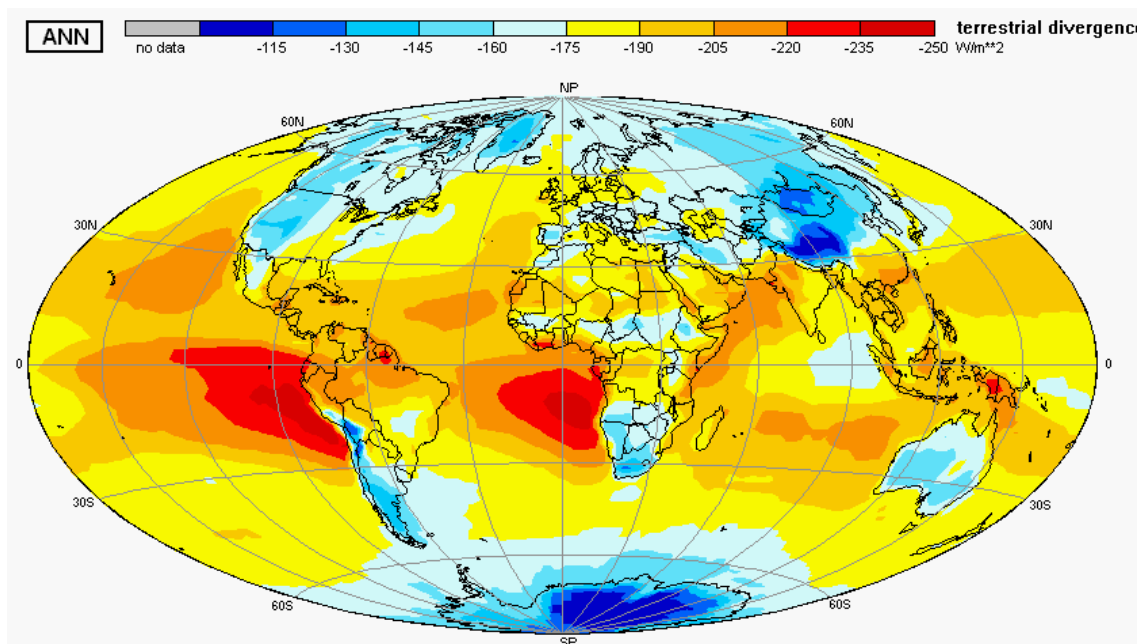 ANN
terrestrial divergence
no data -115 -130 -145 -160 -175 -190 -205 -220 -235 -250 W/m**2
NP
60N 60N
30N 30N
0 0
30S 30S
60S 60S
SP